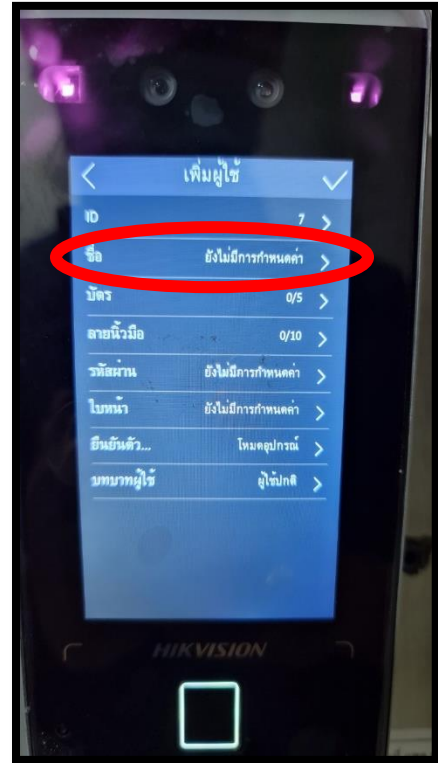 เพิ่มผู้ใช้
ID 7
ชื่อ ยังไม่มีการกำหนดค่า
บัตร 0/5
ลายนิ้วมือ 0/10
รหัสผ่าน ยังไม่มีการกำหนดค่า
ใบหน้า ยังไม่มีการกำหนดค่า
ยืนยันตัว... โหมดอุปกรณ์
บทบาทผู้ใช้ ผู้ใช้ปกติ
HIKVISION